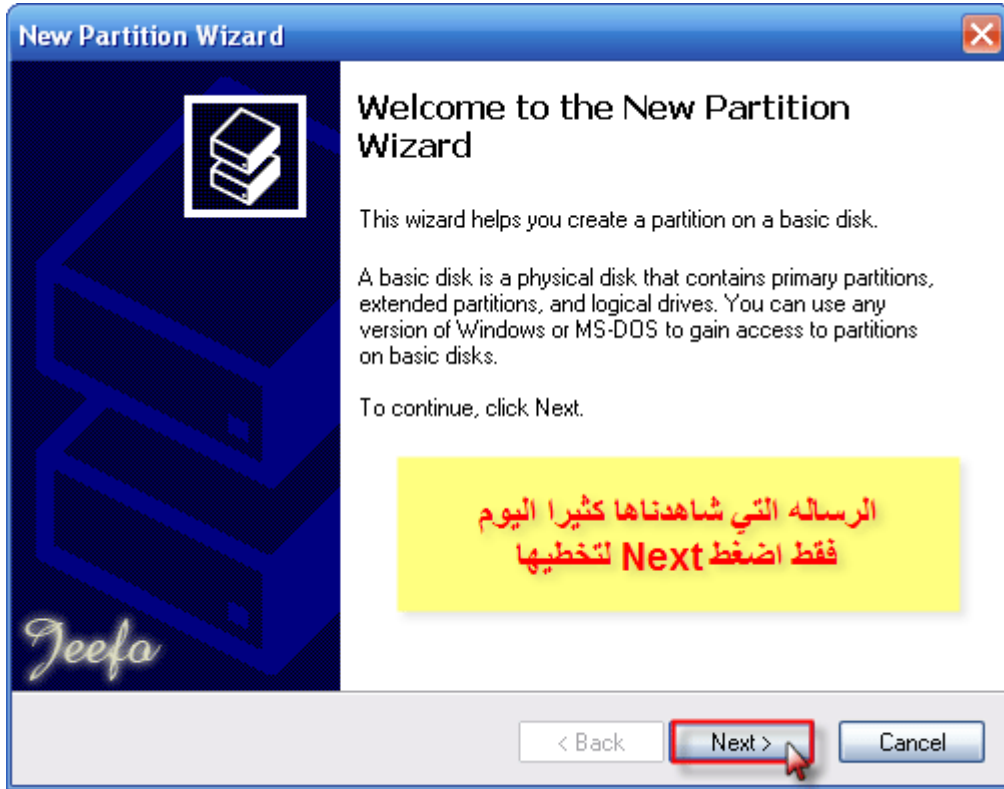 New Partition Wizard
Welcome to the New Partition
Wizard
This wizard helps you create a partition on a basic disk.
A basic disk is a physical disk that contains primary partitions,
extended partitions, and logical drives. You can use any
version of Windows or MS-DOS to gain access to partitions
on basic disks.
To continue, click Next.
الرساله التي شاهدناها كثيرا اليوم
فقط اضغط Next لتخطيها
Jeefa
< Back
Next >
Cancel